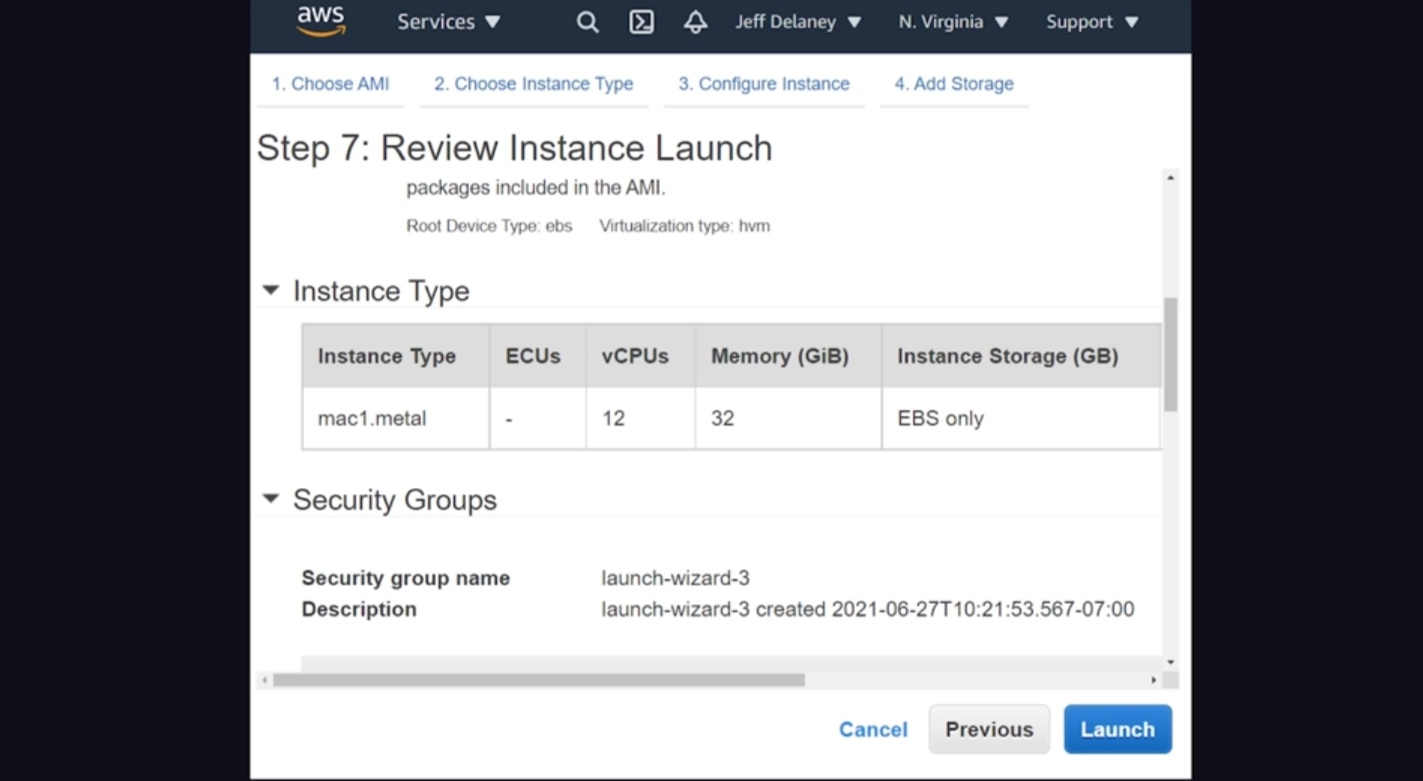 aws Services Jeff Delaney N. Virginia Support
1. Choose AMI 2. Choose Instance Type 3. Configure Instance 4. Add Storage
Step 7: Review Instance Launch
packages included in the AMI.
Root Device Type: ebs Virtualization type: hvm
Instance Type
Instance Type ECUs vCPUs Memory (GiB) Instance Storage (GB)
mac1.metal - 12 32 EBS only
Security Groups
Security group name launch-wizard-3
Description launch-wizard-3 created 2021-06-27T10:21:53.567-07:00
Cancel Previous Launch